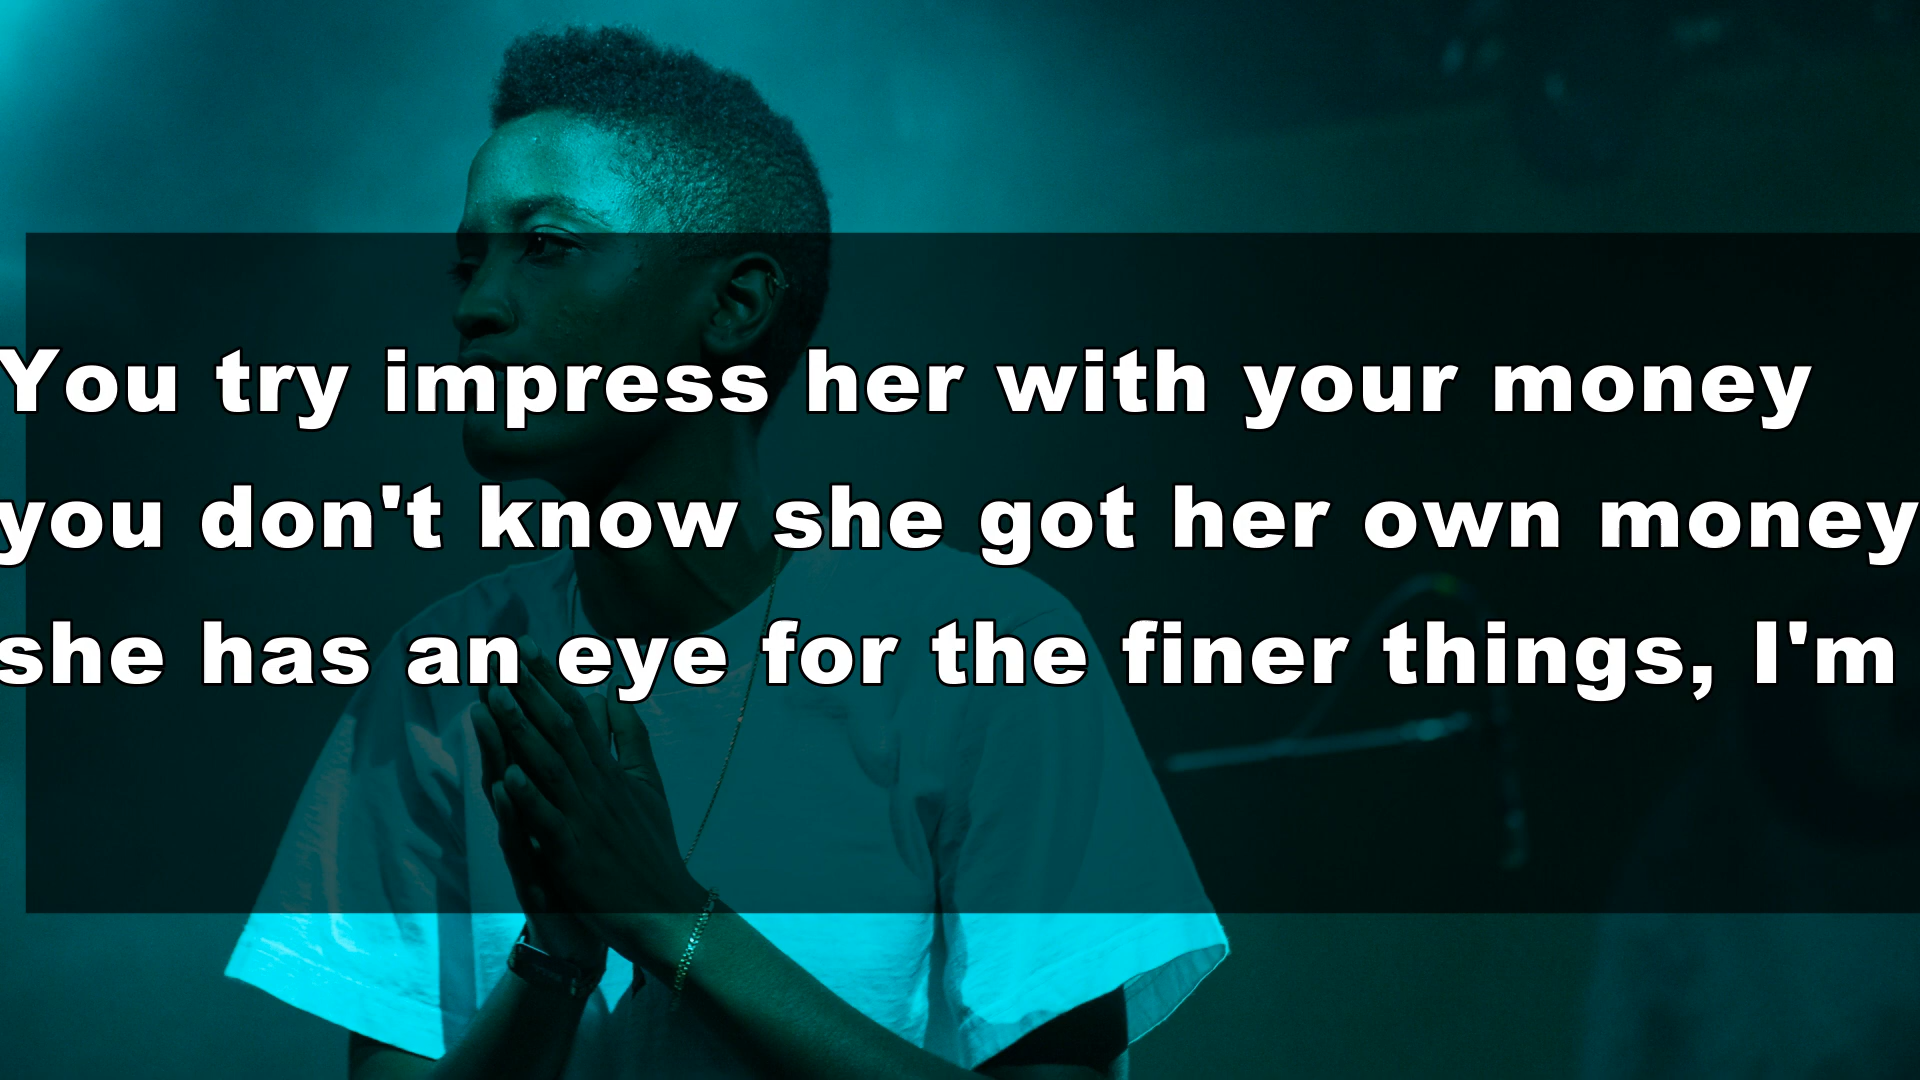 You try impress her with your money
you don't know she got her own money
she has an eye for the finer things, I'm